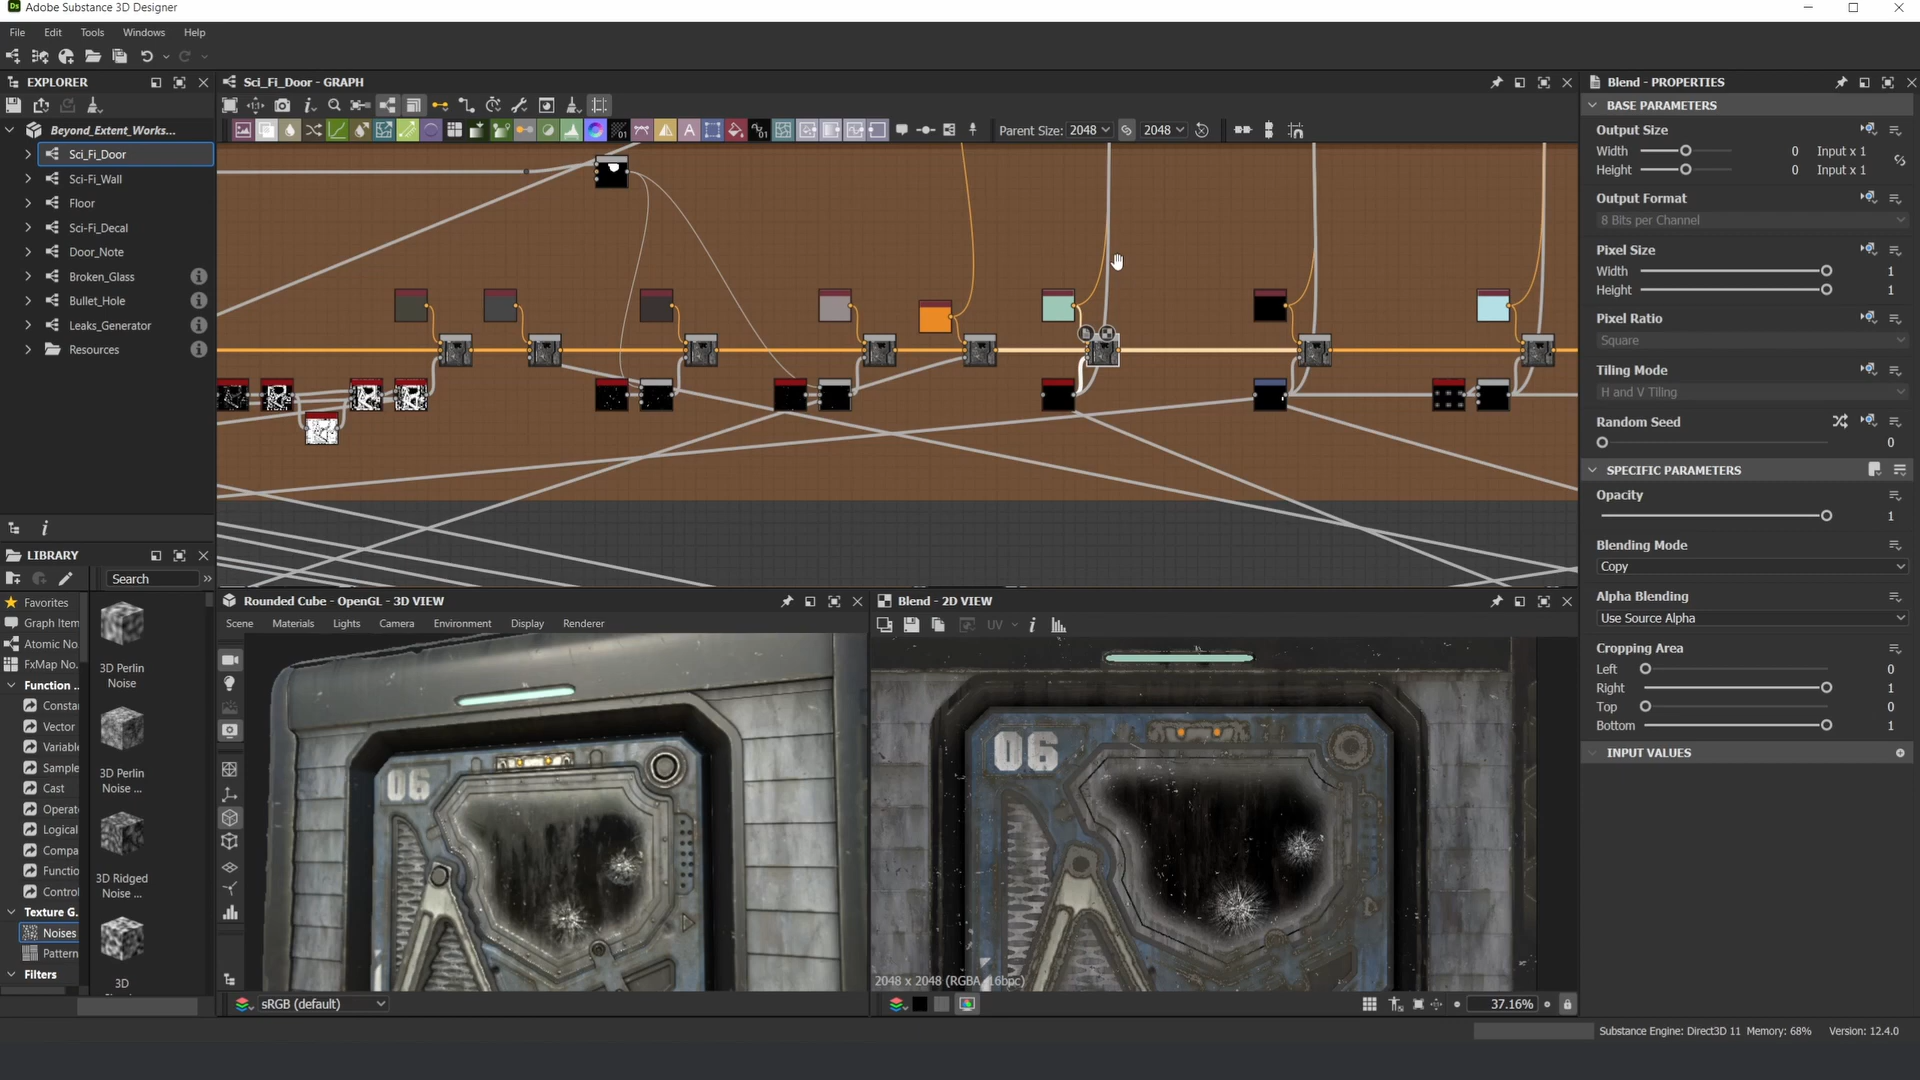 Adobe Substance 3D Designer
File Edit Tools Windows Help
EXPLORER
Beyond_Extent_Works...
Sci_Fi_Door
Sci-Fi_Wall
Floor
Sci-Fi_Decal
Door_Note
Broken_Glass
Bullet_Hole
Leaks_Generator
Resources
LIBRARY
Search
Favorites
Graph Item
Atomic No
FxMap No.
Function ..
Consta
Vector
Variabl
Sample
Cast
Operat
Logical
Compa
Functio
Control
Texture G.
Noises
Pattern
Filters
3D Perlin
Noise
3D Perlin
Noise ...
3D Ridged
Noise ...
3D
Sci_Fi_Door - GRAPH
Parent Size: 2048 2048
Rounded Cube - OpenGL - 3D VIEW
Scene Materials Lights Camera Environment Display Renderer
06
sRGB (default)
Blend - 2D VIEW
UV
06
2048 x 2048 (RGBA, 16bpc)
37.16%
Blend - PROPERTIES
BASE PARAMETERS
Output Size
Width 0 Input x 1
Height 0 Input x 1
Output Format
8 Bits per Channel
Pixel Size
Width 1
Height 1
Pixel Ratio
Square
Tiling Mode
H and V Tiling
Random Seed
0
SPECIFIC PARAMETERS
Opacity
1
Blending Mode
Copy
Alpha Blending
Use Source Alpha
Cropping Area
Left 0
Right 1
Top 0
Bottom 1
INPUT VALUES
Substance Engine: Direct3D 11 Memory: 68% Version: 12.4.0